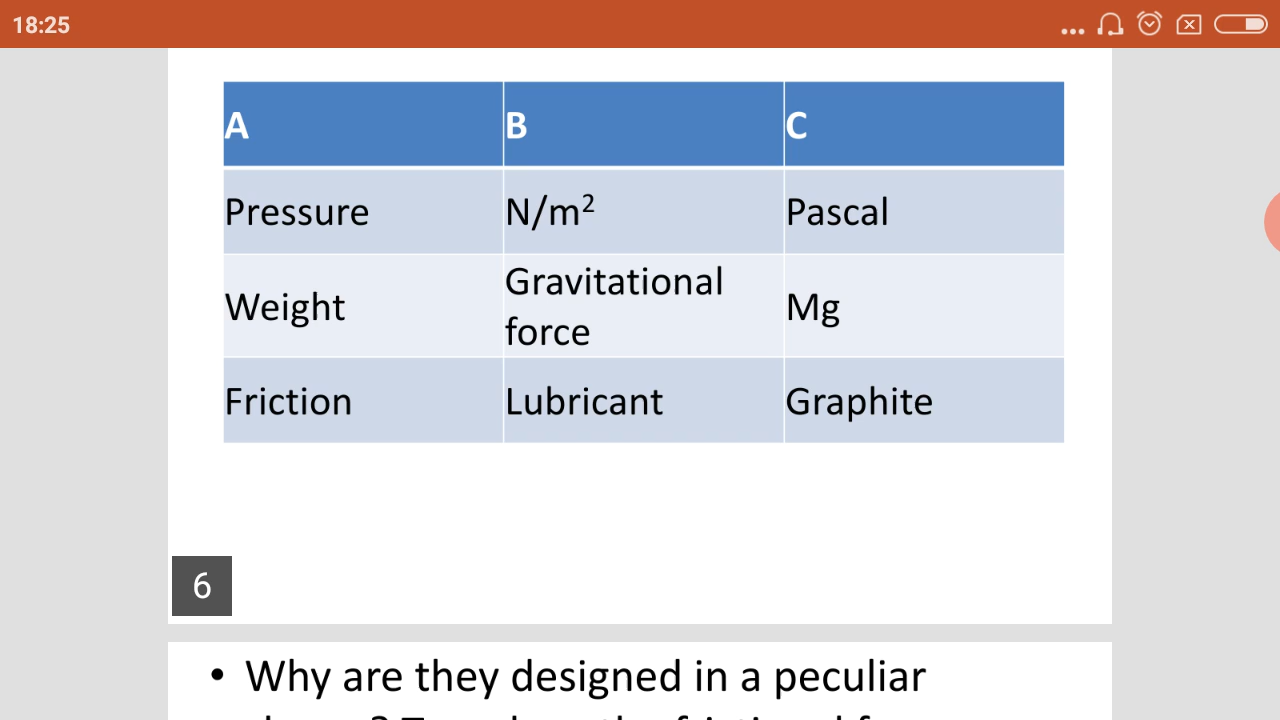 18:25
A B C
Pressure N/m² Pascal
Weight Gravitational force Mg
Friction Lubricant Graphite
6
• Why are they designed in a peculiar